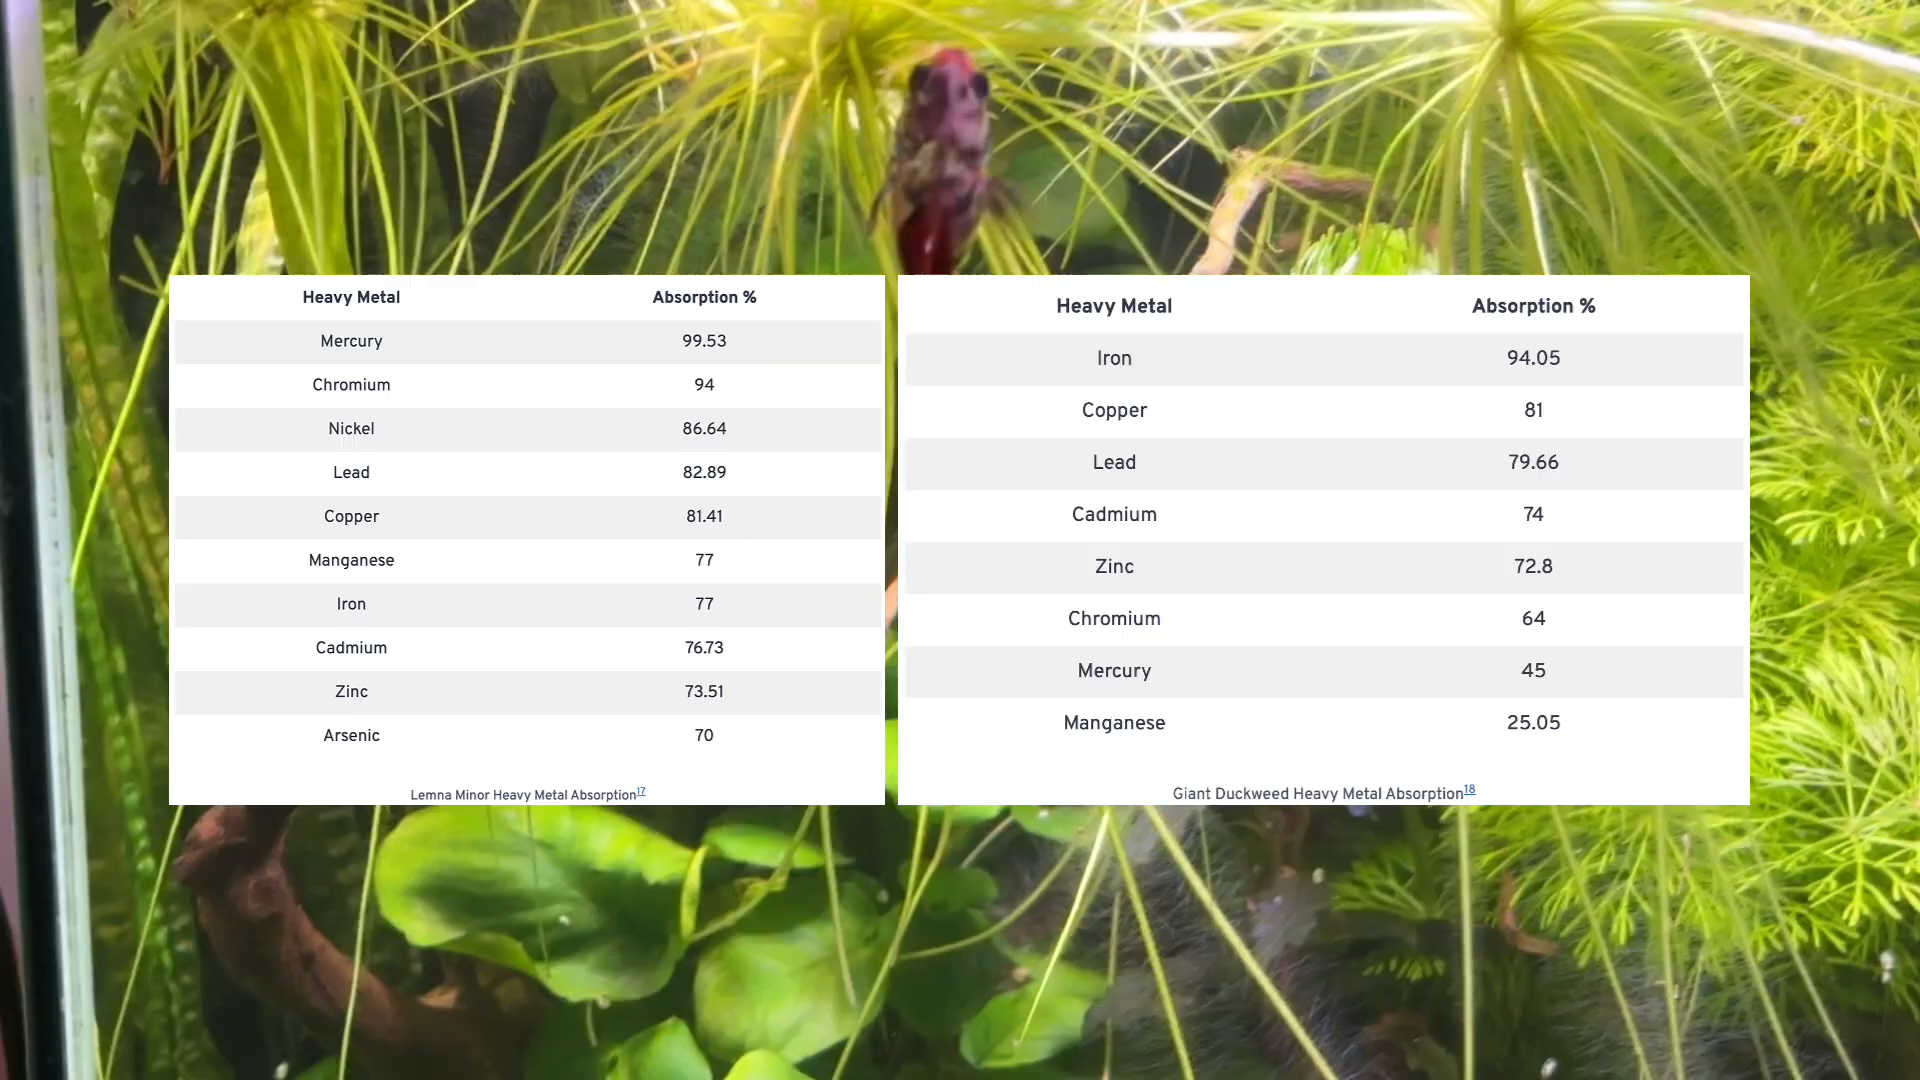 Heavy Metal Absorption %
Mercury 99.53
Chromium 94
Nickel 86.64
Lead 82.89
Copper 81.41
Manganese 77
Iron 77
Cadmium 76.73
Zinc 73.51
Arsenic 70
Lemna Minor Heavy Metal Absorption17
Heavy Metal Absorption %
Iron 94.05
Copper 81
Lead 79.66
Cadmium 74
Zinc 72.8
Chromium 64
Mercury 45
Manganese 25.05
Giant Duckweed Heavy Metal Absorption18